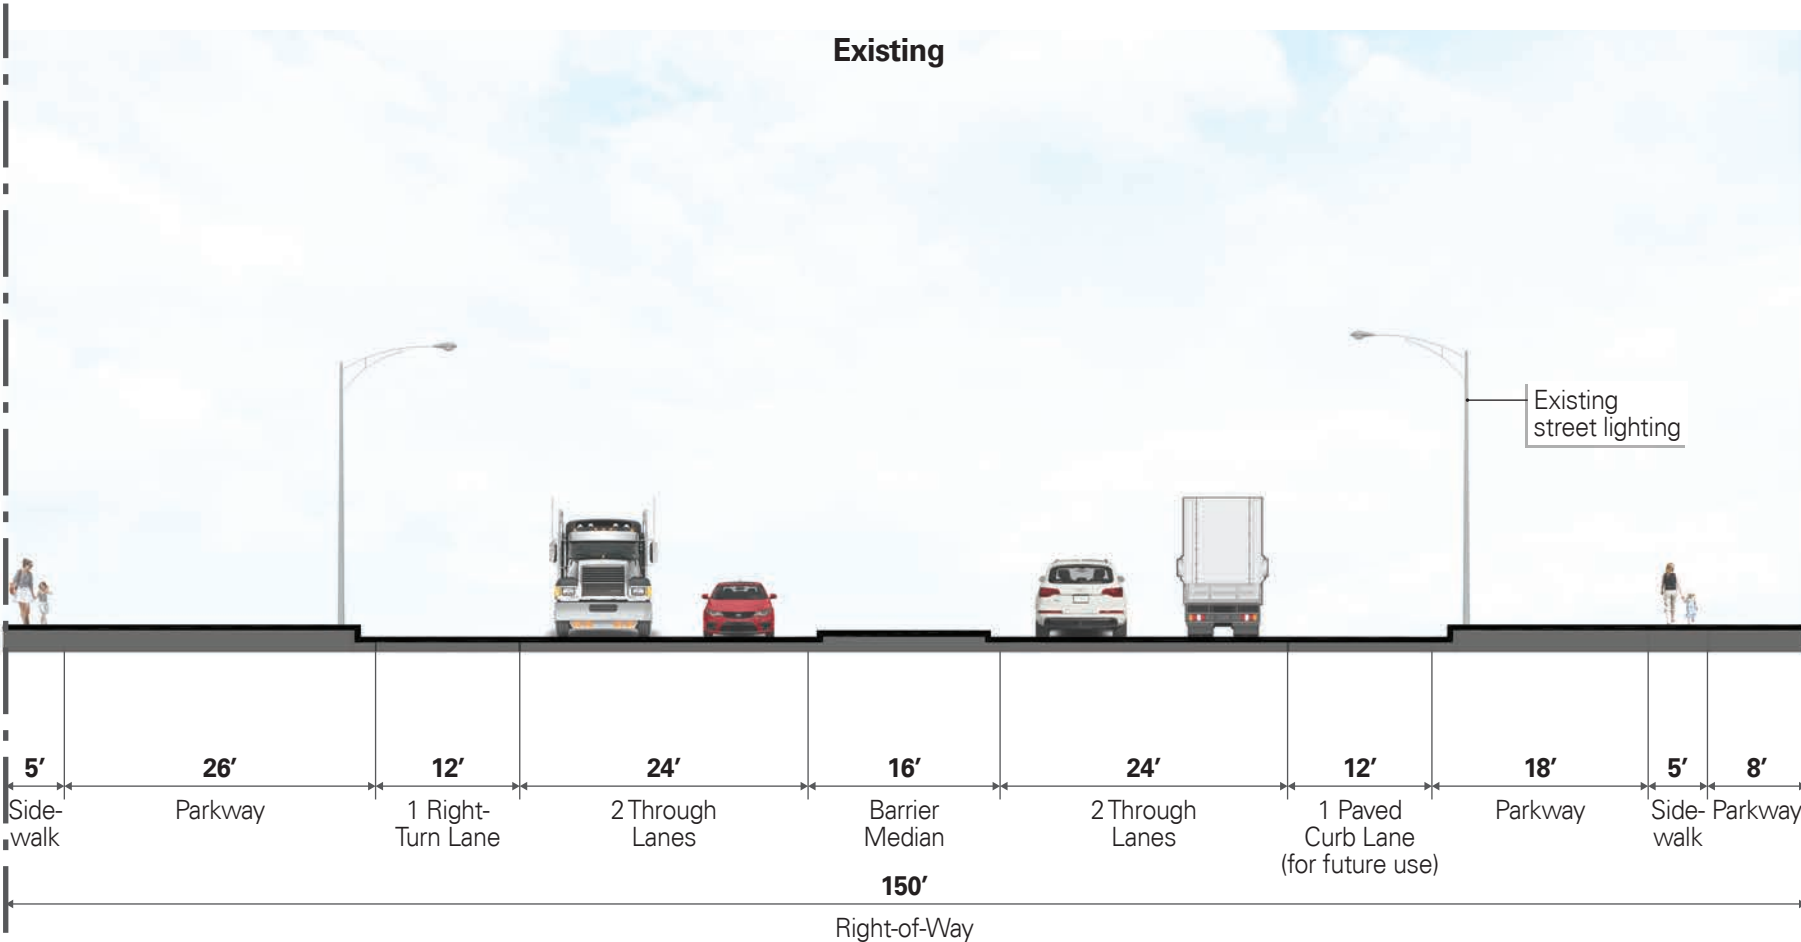 Existing
Existing
street lighting
5′ 26′ 12′ 24′ 16′ 24′ 12′ 18′ 5′ 8′
Side- Parkway 1 Right- 2 Through Barrier 2 Through 1 Paved Parkway Side- Parkway
walk Turn Lane Lanes Median Lanes Curb Lane walk
(for future use)
150′
Right-of-Way